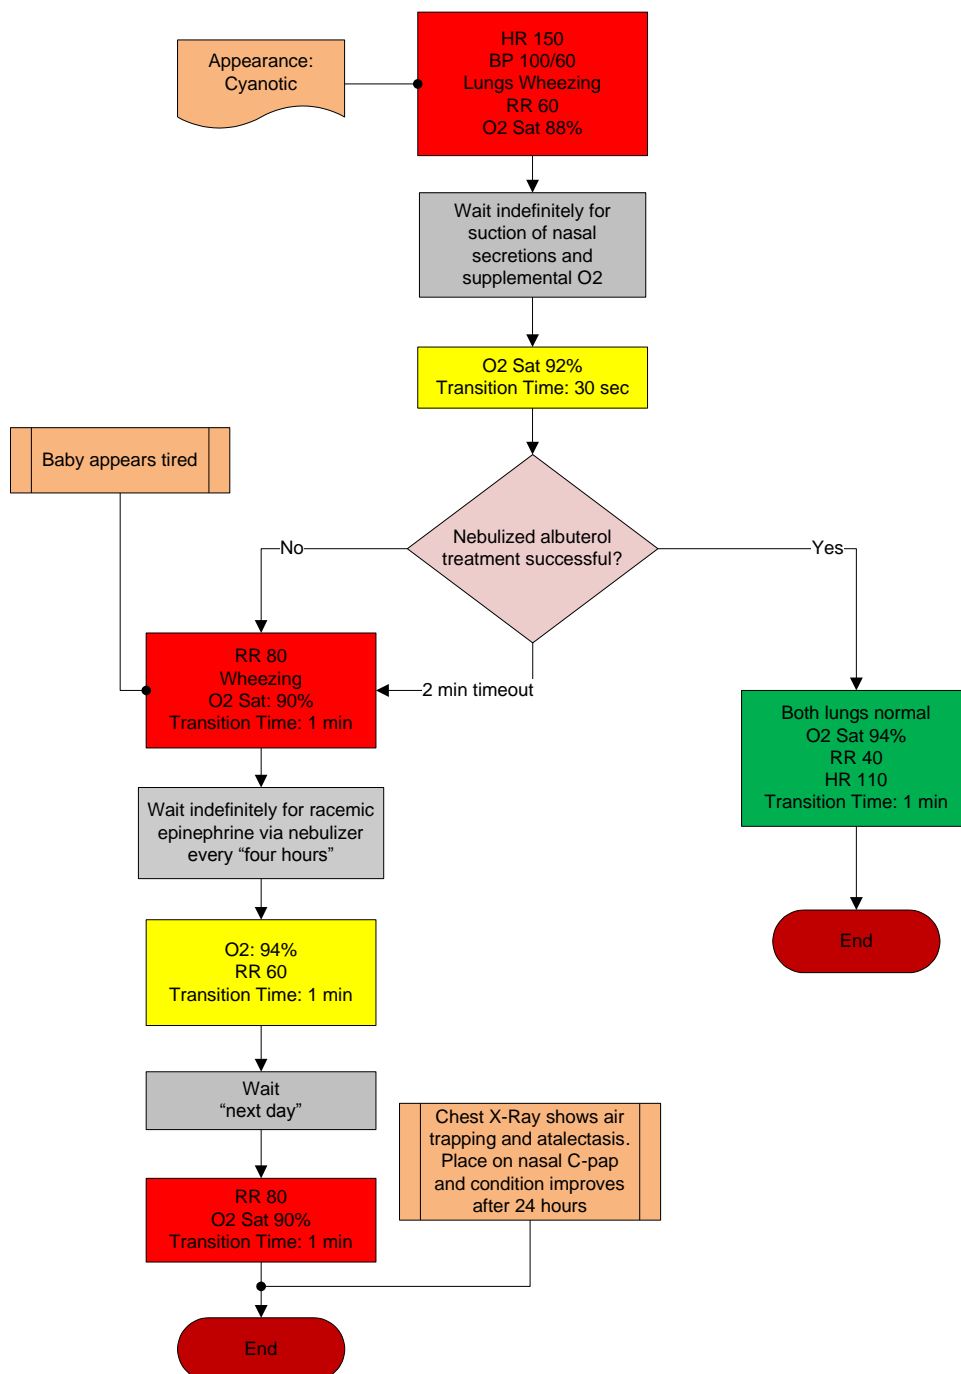 HR 150
BP 100/60
Lungs Wheezing
RR 60
O2 Sat 88%
Appearance:
Cyanotic
Wait indefinitely for
suction of nasal
secretions and
supplemental O2
O2 Sat 92%
Transition Time: 30 sec
Baby appears tired
Nebulized albuterol
treatment successful?
No
Yes
RR 80
Wheezing
O2 Sat: 90%
Transition Time: 1 min
2 min timeout
Both lungs normal
O2 Sat 94%
RR 40
HR 110
Transition Time: 1 min
Wait indefinitely for racemic
epinephrine via nebulizer
every “four hours”
End
O2: 94%
RR 60
Transition Time: 1 min
Wait
“next day”
Chest X-Ray shows air
trapping and atalectasis.
Place on nasal C-pap
and condition improves
after 24 hours
RR 80
O2 Sat 90%
Transition Time: 1 min
End